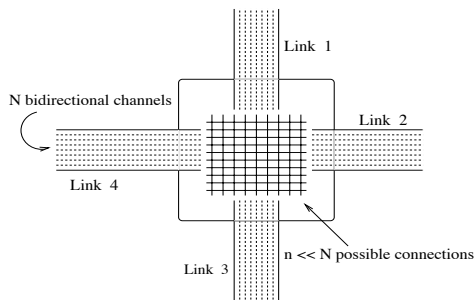 Link 1
N bidirectional channels
Link 2
Link 4
Link 3
n << N possible connections